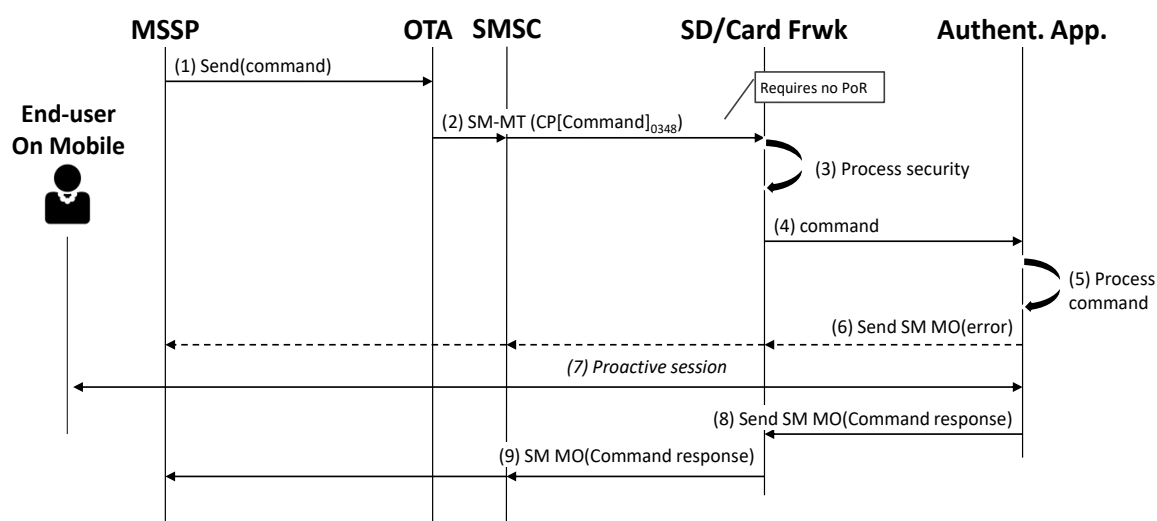 MSSP
OTA
SMSC
SD/Card Frwk
Authent. App.
(1) Send(command)
Requires no PoR
End-user
On Mobile
(2) SM-MT (CP[Command]0348)
(3) Process security
(4) command
(5) Process
command
(6) Send SM MO(error)
(7) Proactive session
(8) Send SM MO(Command response)
(9) SM MO(Command response)